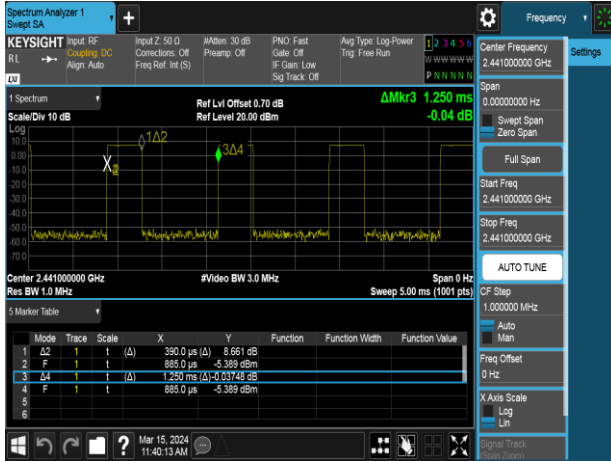 Spectrum Analyzer 1
Swept SA
+
Frequency
KEYSIGHT
RL
LXI
Input: RF
Coupling: DC
Align: Auto
Input Z: 50 Ω
Corrections: Off
Freq Ref: Int (S)
#Atten: 30 dB
Preamp: Off
PNO: Fast
Gate: Off
IF Gain: Low
Sig Track: Off
Avg Type: Log-Power
Trig: Free Run
1 2 3 4 5 6
W W W W W W
P N N N N N
Center Frequency
2.441000000 GHz
Settings
Span
0.00000000 Hz
Swept Span
Zero Span
Full Span
Start Freq
2.441000000 GHz
Stop Freq
2.441000000 GHz
AUTO TUNE
CF Step
1.000000 MHz
Auto
Man
Freq Offset
0 Hz
X Axis Scale
Log
Lin
Signal Track
(Span Zoom)
1 Spectrum
Scale/Div 10 dB
Ref Lvl Offset 0.70 dB
Ref Level 20.00 dBm
ΔMkr3 1.250 ms
-0.04 dB
Log
10.0
0.00
-10.0
-20.0
-30.0
-40.0
-50.0
-60.0
-70.0
1Δ2
3Δ4
X
Center 2.441000000 GHz
Res BW 1.0 MHz
#Video BW 3.0 MHz
Span 0 Hz
Sweep 5.00 ms (1001 pts)
5 Marker Table
Mode Trace Scale X Y Function Function Width Function Value
1 Δ2 1 t (Δ) 390.0 µs (Δ) 8.661 dB
2 F 1 t 885.0 µs -5.389 dBm
3 Δ4 1 t (Δ) 1.250 ms (Δ) -0.03748 dB
4 F 1 t 885.0 µs -5.389 dBm
5
6
?
Mar 15, 2024
11:40:13 AM